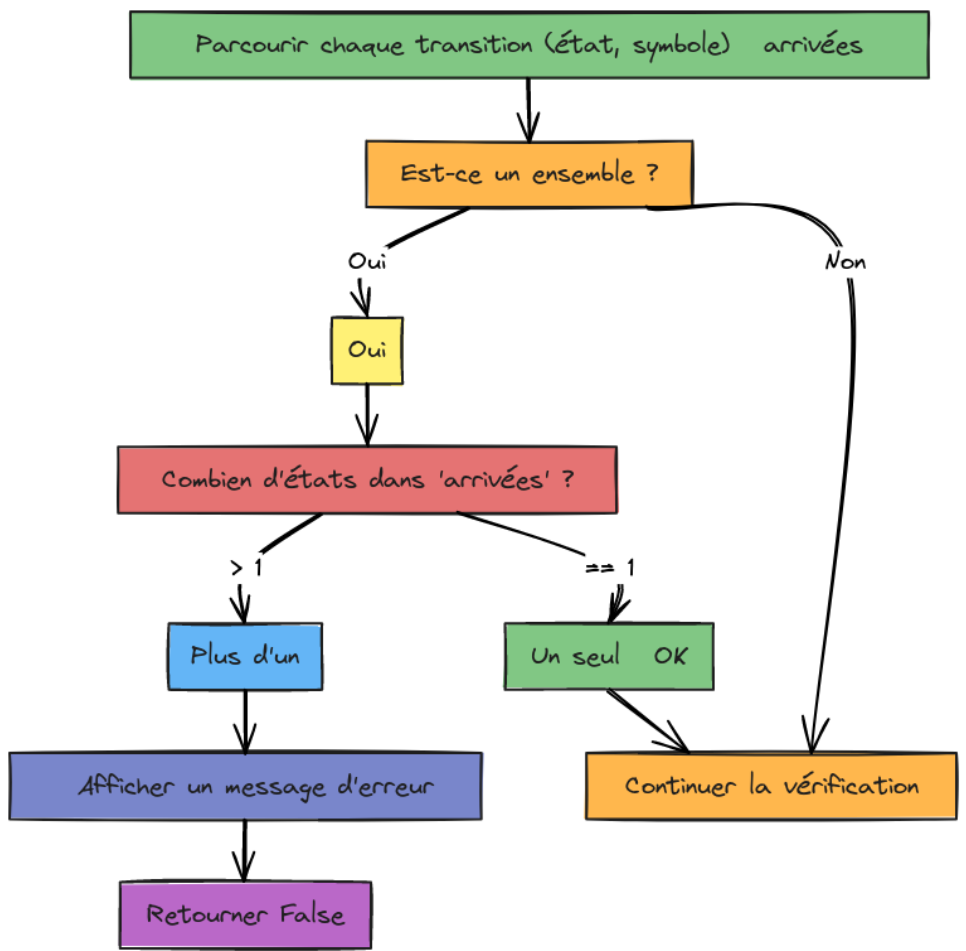 Parcourir chaque transition (état, symbole) arrivées
Est-ce un ensemble ?
Oui
Non
Oui
Combien d'états dans 'arrivées' ?
> 1
== 1
Plus d'un
Un seul OK
Afficher un message d'erreur
Continuer la vérification
Retourner False